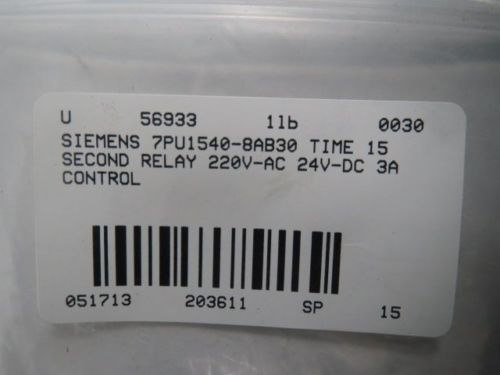 U 56933 1lb 0030
SIEMENS 7PU1540-8AB30 TIME 15
SECOND RELAY 220V-AC 24V-DC 3A
CONTROL
051713 203611 SP 15